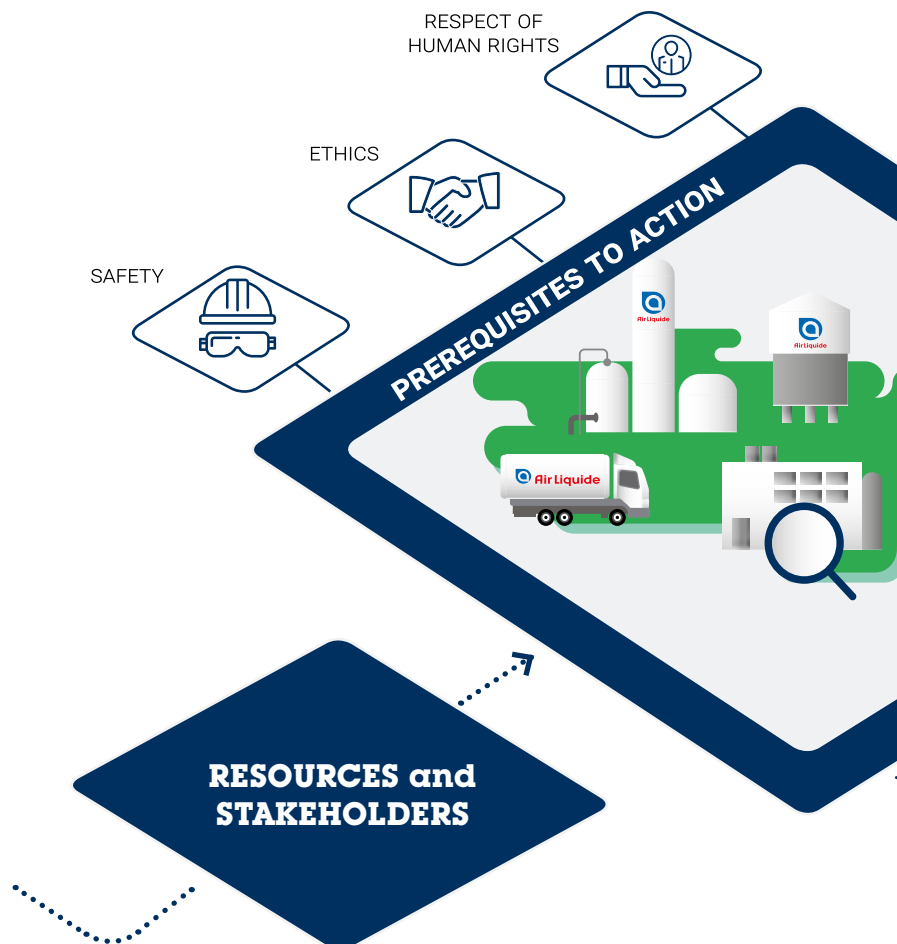 RESPECT OF
HUMAN RIGHTS
ETHICS
SAFETY
PREREQUISITES TO ACTION
Air Liquide
Air Liquide
Air Liquide
RESOURCES and
STAKEHOLDERS